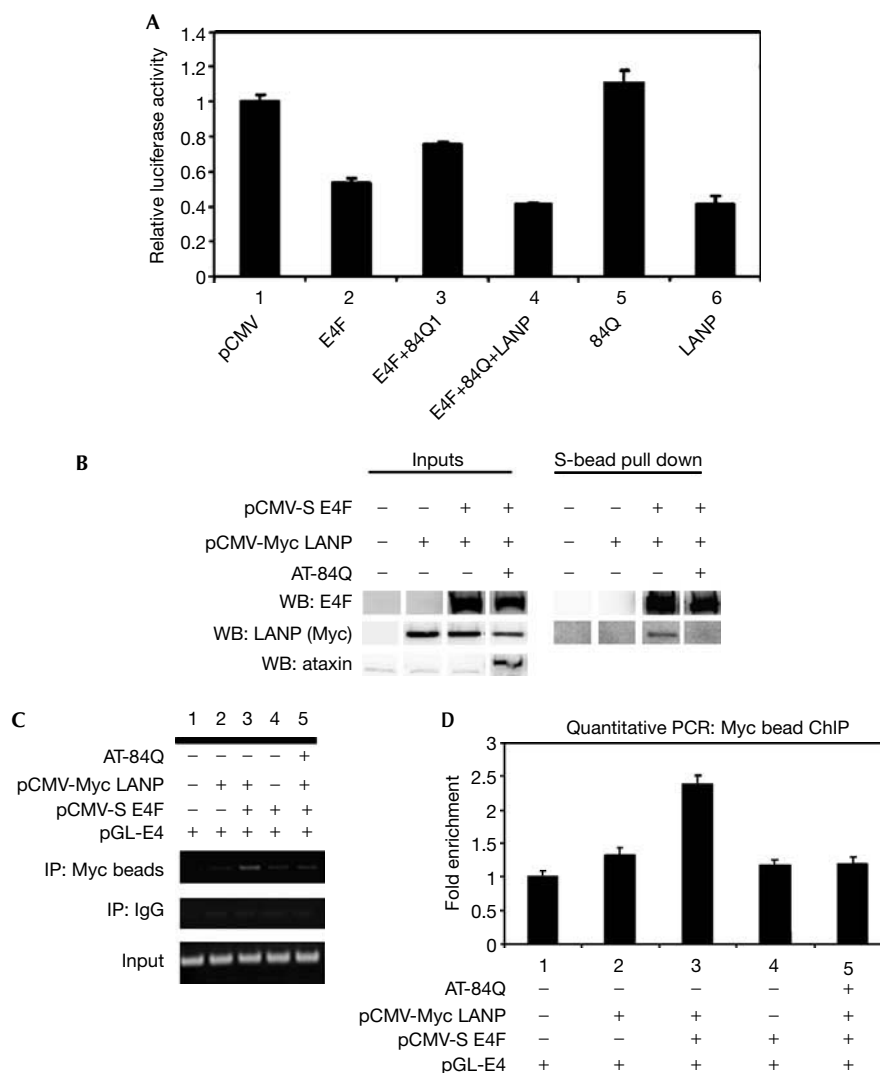 A
1.4
1.2
1
0.8
0.6
0.4
0.2
0
Relative luciferase activity
1 2 3 4 5 6
pCMV E4F E4F+84Q1 E4F+84Q+LANP 84Q LANP
B
Inputs S-bead pull down
pCMV-S E4F – – + + – – + +
pCMV-Myc LANP – + + + – + + +
AT-84Q – – – + – – – +
WB: E4F
WB: LANP (Myc)
WB: ataxin
C
1 2 3 4 5
AT-84Q – – – – +
pCMV-Myc LANP – + + – +
pCMV-S E4F – – + + +
pGL-E4 + + + + +
IP: Myc beads
IP: IgG
Input
D
Quantitative PCR: Myc bead ChIP
3
2.5
2
1.5
1
0.5
0
Fold enrichment
1 2 3 4 5
AT-84Q – – – – +
pCMV-Myc LANP – + + – +
pCMV-S E4F – – + + +
pGL-E4 + + + + +